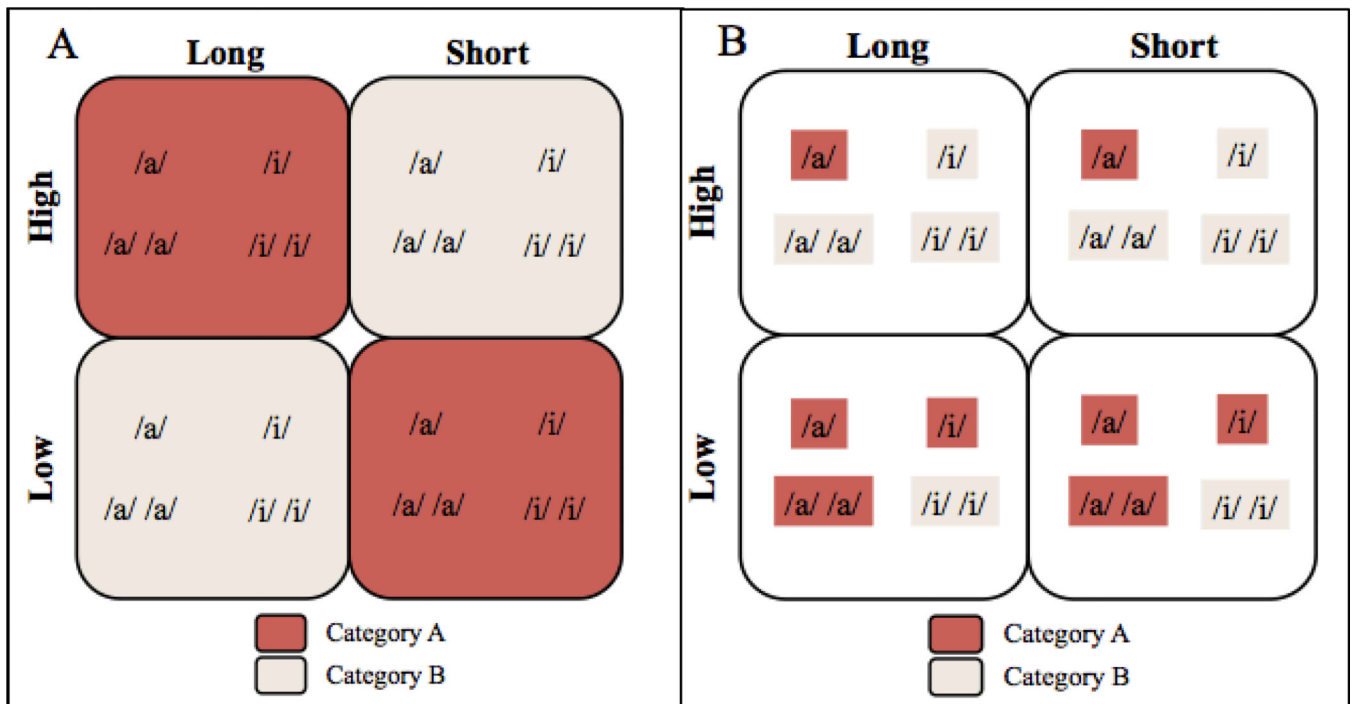 A
Long Short
High
/a/ /i/ /a/ /i/
/a/ /a/ /i/ /i/ /a/ /a/ /i/ /i/
Low
/a/ /i/ /a/ /i/
/a/ /a/ /i/ /i/ /a/ /a/ /i/ /i/
Category A
Category B
B
Long Short
High
/a/ /i/ /a/ /i/
/a/ /a/ /i/ /i/ /a/ /a/ /i/ /i/
Low
/a/ /i/ /a/ /i/
/a/ /a/ /i/ /i/ /a/ /a/ /i/ /i/
Category A
Category B